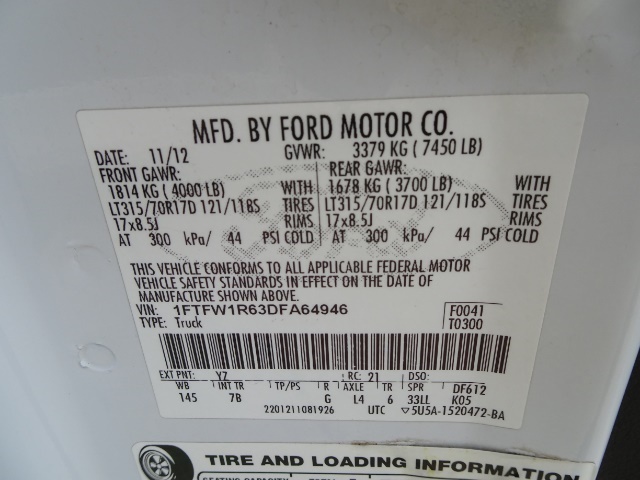 MFD. BY FORD MOTOR CO.
DATE: 11/12 GVWR: 3379 KG ( 7450 LB)
FRONT GAWR: REAR GAWR:
1814 KG ( 4000 LB) WITH 1678 KG ( 3700 LB) WITH
LT315/70R17D 121/118S TIRES LT315/70R17D 121/118S TIRES
17x8.5J RIMS 17x8.5J RIMS
AT 300 kPa/ 44 PSI COLD AT 300 kPa/ 44 PSI COLD
THIS VEHICLE CONFORMS TO ALL APPLICABLE FEDERAL MOTOR
VEHICLE SAFETY STANDARDS IN EFFECT ON THE DATE OF
MANUFACTURE SHOWN ABOVE.
VIN: 1FTFW1R63DFA64946 F0041
TYPE: Truck T0300
EXT PNT: YZ RC: 21 DSO:
WB INT TR TP/PS R AXLE TR SPR DF612
145 7B G L4 6 33LL K05
2201211081926 UTC ▽5U5A-1520472-BA
TIRE AND LOADING INFORMATION
SEATING CAPACITY